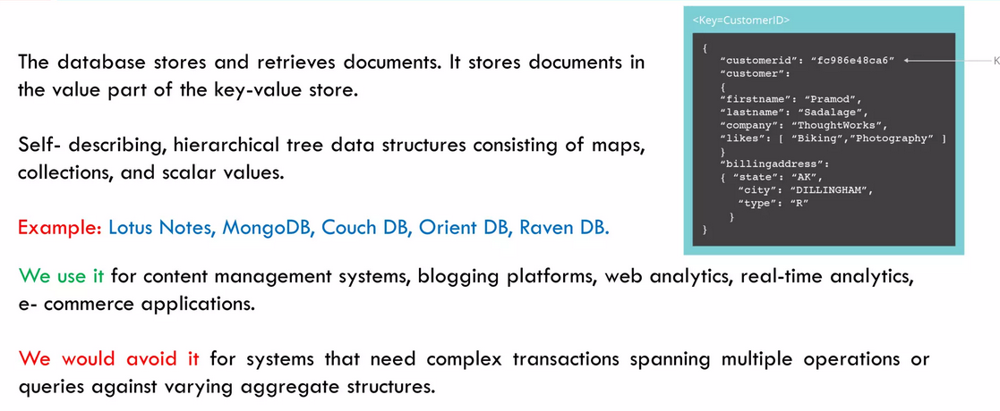 The database stores and retrieves documents. It stores documents in
the value part of the key-value store.
Self- describing, hierarchical tree data structures consisting of maps,
collections, and scalar values.
Example: Lotus Notes, MongoDB, Couch DB, Orient DB, Raven DB.
<Key=CustomerID>
{
“customerid”: “fc986e48ca6”
K
“customer”:
{
“firstname”: “Pramod”,
“lastname”: “Sadalage”,
“company”: “ThoughtWorks”,
“likes”: [ “Biking”,”Photography” ]
}
“billingaddress”:
{ “state”: “AK”,
“city”: “DILLINGHAM”,
“type”: “R”
}
}
We use it for content management systems, blogging platforms, web analytics, real-time analytics,
e- commerce applications.
We would avoid it for systems that need complex transactions spanning multiple operations or
queries against varying aggregate structures.